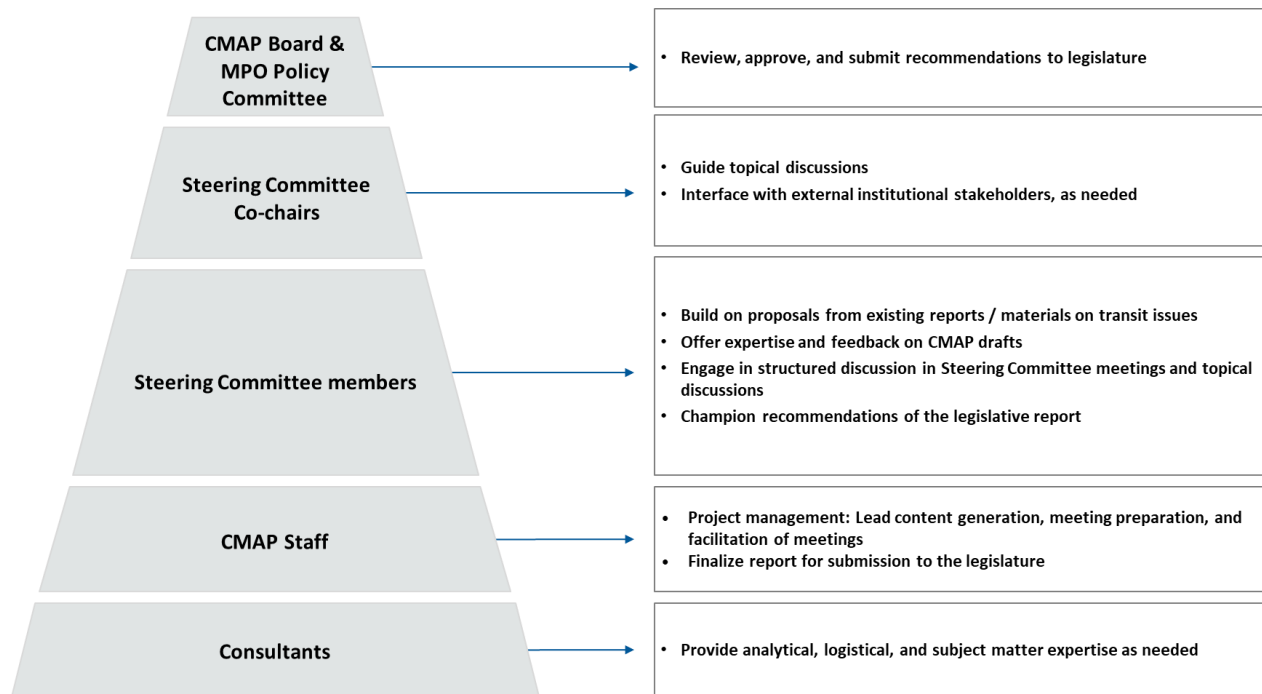 CMAP Board &
MPO Policy
Committee
• Review, approve, and submit recommendations to legislature
Steering Committee
Co-chairs
• Guide topical discussions
• Interface with external institutional stakeholders, as needed
Steering Committee members
• Build on proposals from existing reports / materials on transit issues
• Offer expertise and feedback on CMAP drafts
• Engage in structured discussion in Steering Committee meetings and topical
discussions
• Champion recommendations of the legislative report
CMAP Staff
• Project management: Lead content generation, meeting preparation, and
facilitation of meetings
• Finalize report for submission to the legislature
Consultants
• Provide analytical, logistical, and subject matter expertise as needed